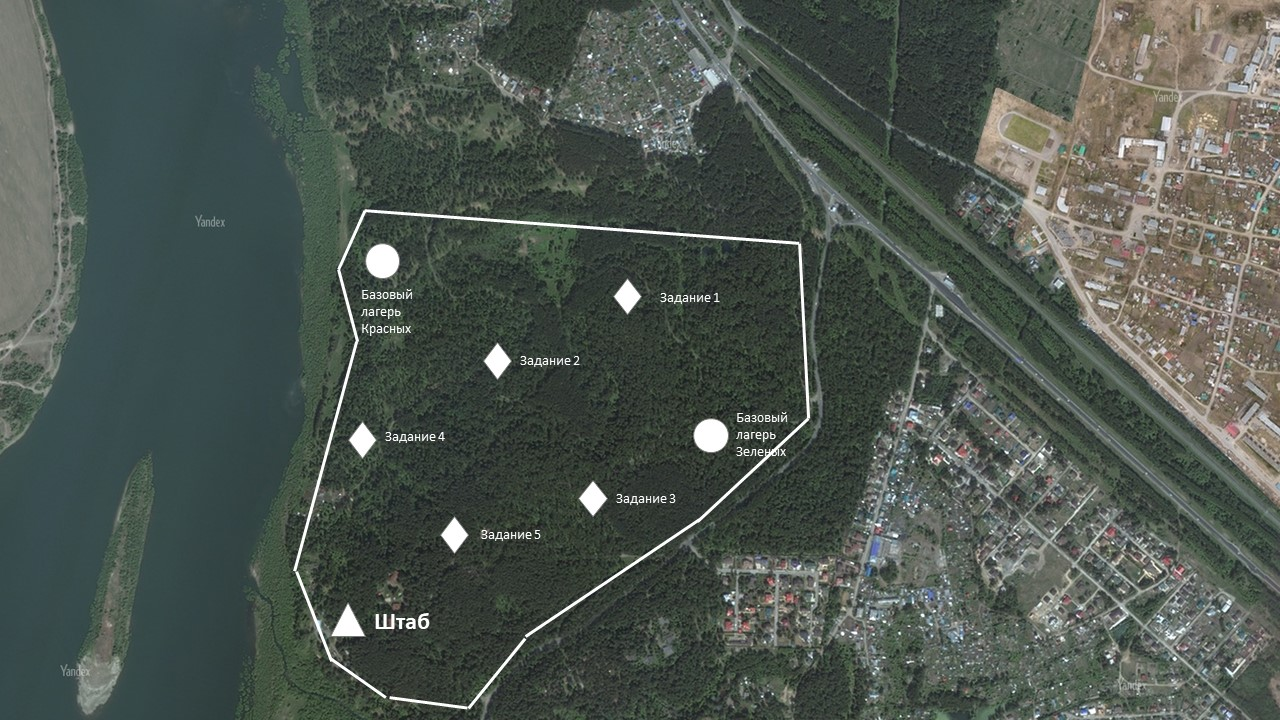 Yandex
Yandex
Базовый
лагерь
Красных
Задание 1
Задание 2
Базовый
лагерь
Зеленых
Задание 4
Задание 3
Задание 5
Штаб
Yandex
Yandex